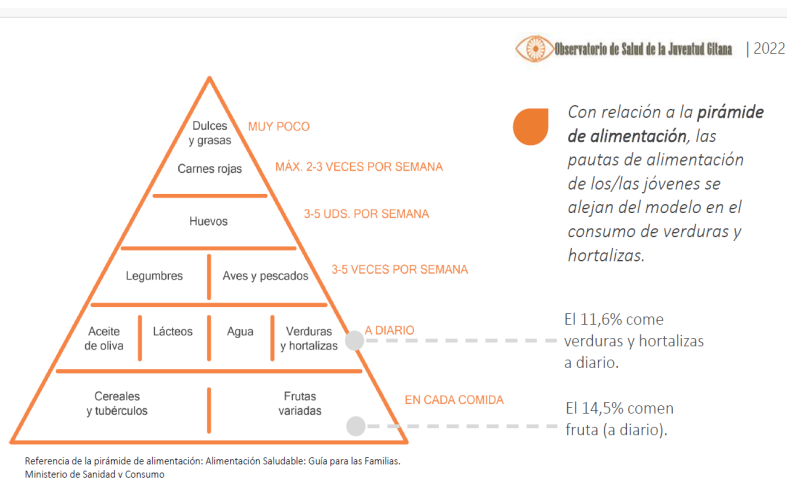 Observatorio de Salud de la Juventud Gitana | 2022
Con relación a la pirámide
de alimentación, las
pautas de alimentación
de los/las jóvenes se
alejan del modelo en el
consumo de verduras y
hortalizas.
Dulces
y grasas
MUY POCO
Carnes rojas
MÁX. 2-3 VECES POR SEMANA
Huevos
3-5 UDS. POR SEMANA
Legumbres
Aves y pescados
3-5 VECES POR SEMANA
Aceite
de oliva
Lácteos
Agua
Verduras
y hortalizas
A DIARIO
El 11,6% come
verduras y hortalizas
a diario.
Cereales
y tubérculos
Frutas
variadas
EN CADA COMIDA
El 14,5% comen
fruta (a diario).
Referencia de la pirámide de alimentación: Alimentación Saludable: Guía para las Familias.
Ministerio de Sanidad y Consumo